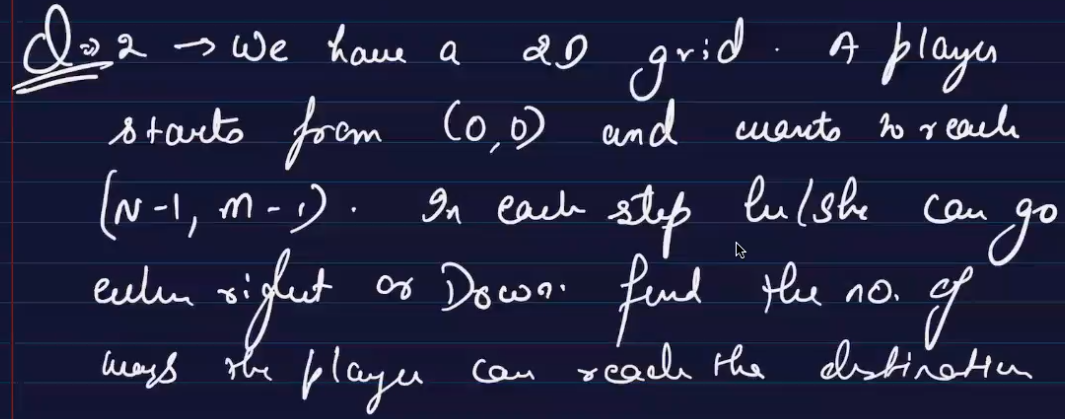 Q⇒2 → We have a 2D grid. A player
starts from (0,0) and wants to reach
(N-1, M-1). In each step he/she can go
either right or Down. find the no. of
ways the player can reach the destination